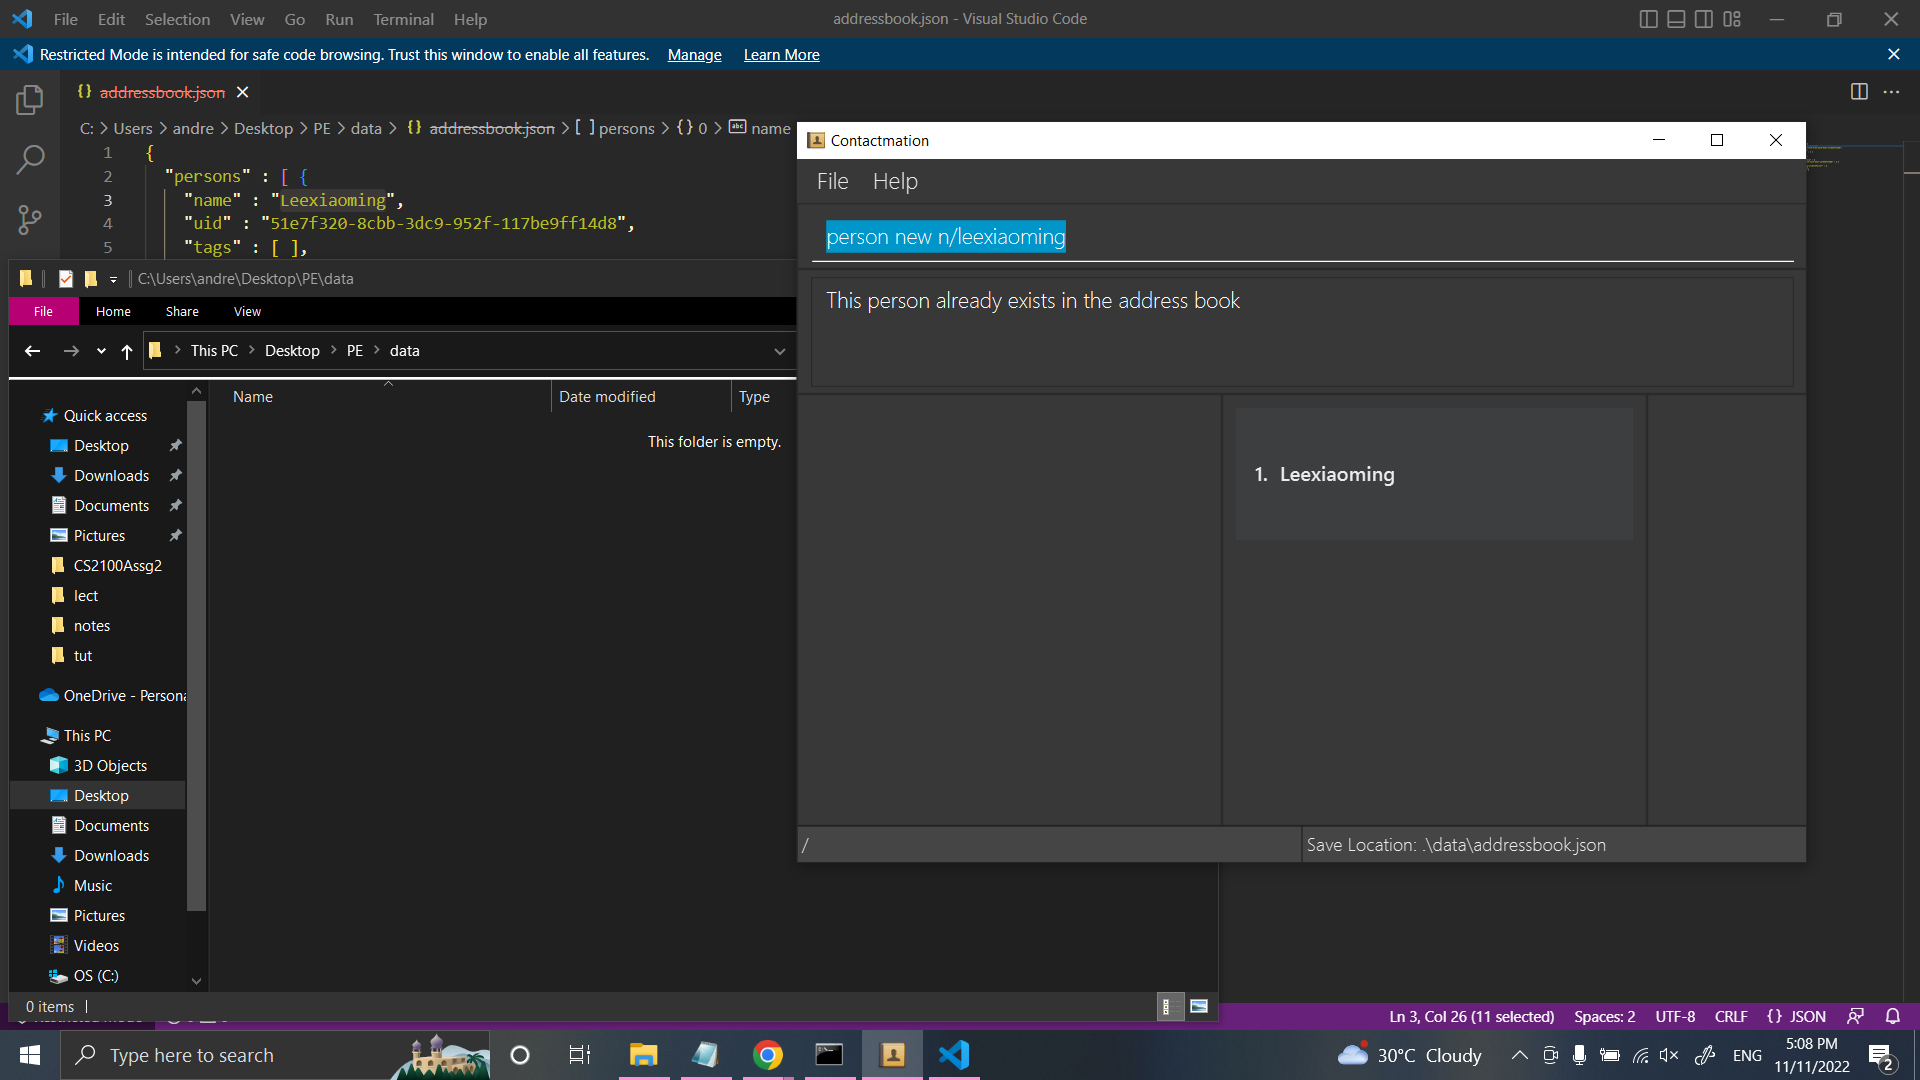 File Edit Selection View Go Run Terminal Help
addressbook.json - Visual Studio Code
Restricted Mode is intended for safe code browsing. Trust this window to enable all features. Manage Learn More
addressbook.json
C: > Users > andre > Desktop > PE > data > {} addressbook.json > [ ] persons > {} 0 > abc name
1 {
2 "persons" : [ {
3 "name" : "Leexiaoming",
4 "uid" : "51e7f320-8cbb-3dc9-952f-117be9ff14d8",
5 "tags" : [ ],
C:\Users\andre\Desktop\PE\data
File Home Share View
This PC > Desktop > PE > data
Name Date modified Type
This folder is empty.
Quick access
Desktop
Downloads
Documents
Pictures
CS2100Assg2
lect
notes
tut
OneDrive - Persona
This PC
3D Objects
Desktop
Documents
Downloads
Music
Pictures
Videos
OS (C:)
0 items
Contactmation
File Help
person new n/leexiaoming
This person already exists in the address book
1. Leexiaoming
/
Save Location: .\data\addressbook.json
Ln 3, Col 26 (11 selected) Spaces: 2 UTF-8 CRLF {} JSON
Type here to search
30°C Cloudy
ENG
5:08 PM
11/11/2022
2